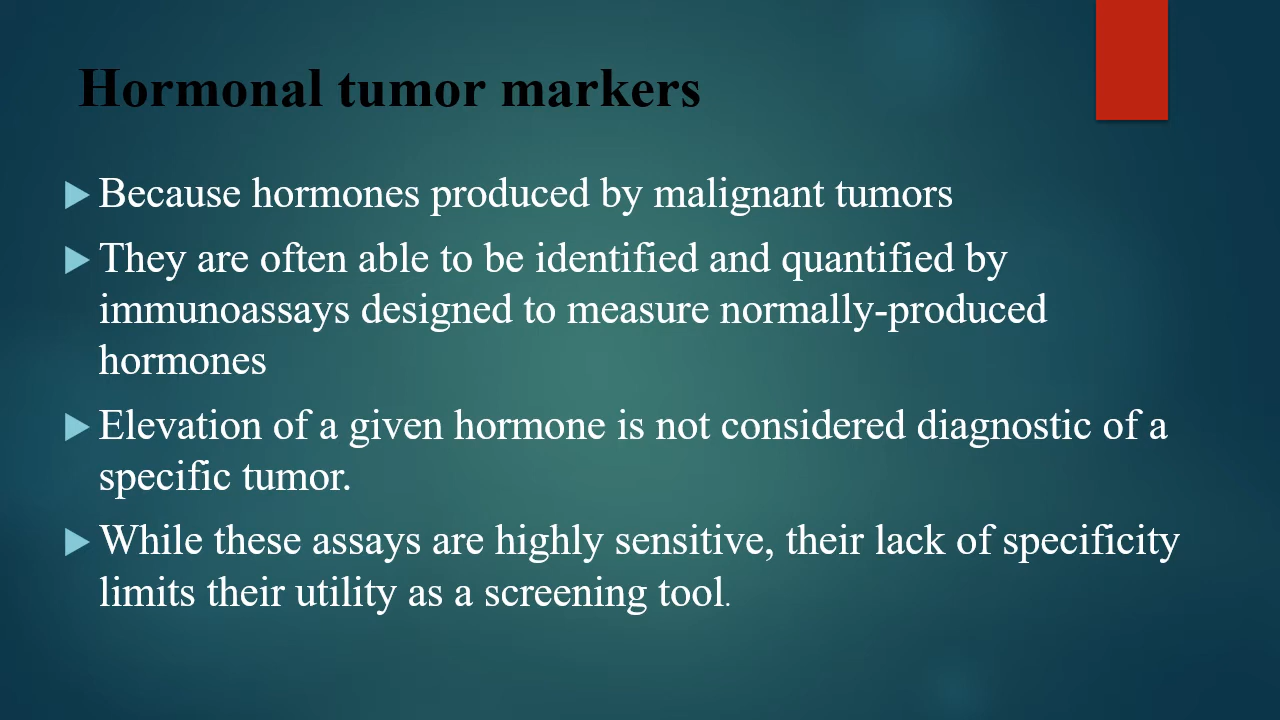 Hormonal tumor markers
Because hormones produced by malignant tumors
They are often able to be identified and quantified by
immunoassays designed to measure normally-produced
hormones
Elevation of a given hormone is not considered diagnostic of a
specific tumor.
While these assays are highly sensitive, their lack of specificity
limits their utility as a screening tool.